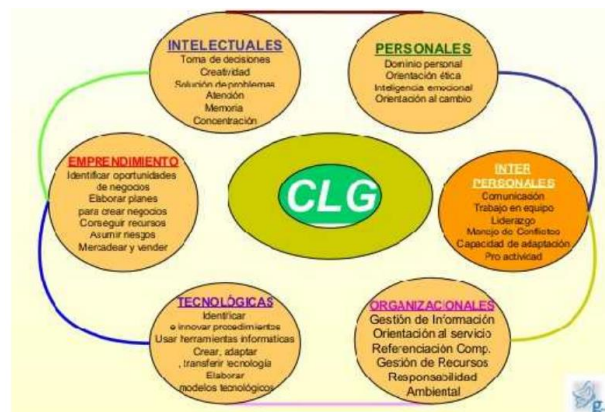 INTELECTUALES
Toma de decisiones
Creatividad
Solución de problemas
Atención
Memoria
Concentración
PERSONALES
Dominio personal
Orientación ética
Inteligencia emocional
Orientación al cambio
EMPRENDIMIENTO
Identificar oportunidades
de negocios
Elaborar planes
para crear negocios
Conseguir recursos
Asumir riesgos
Mercadear y vender
CLG
INTER
PERSONALES
Comunicación
Trabajo en equipo
Liderazgo
Manejo de Conflictos
Capacidad de adaptación
Pro actividad
TECNOLÓGICAS
Identificar
e innovar procedimientos
Usar herramientas informaticas
Crear, adaptar
, transferir tecnología
Elaborar
modelos tecnológicos
ORGANIZACIONALES
Gestión de Información
Orientación al servicio
Referenciación Comp.
Gestión de Recursos
Responsabilidad
Ambiental